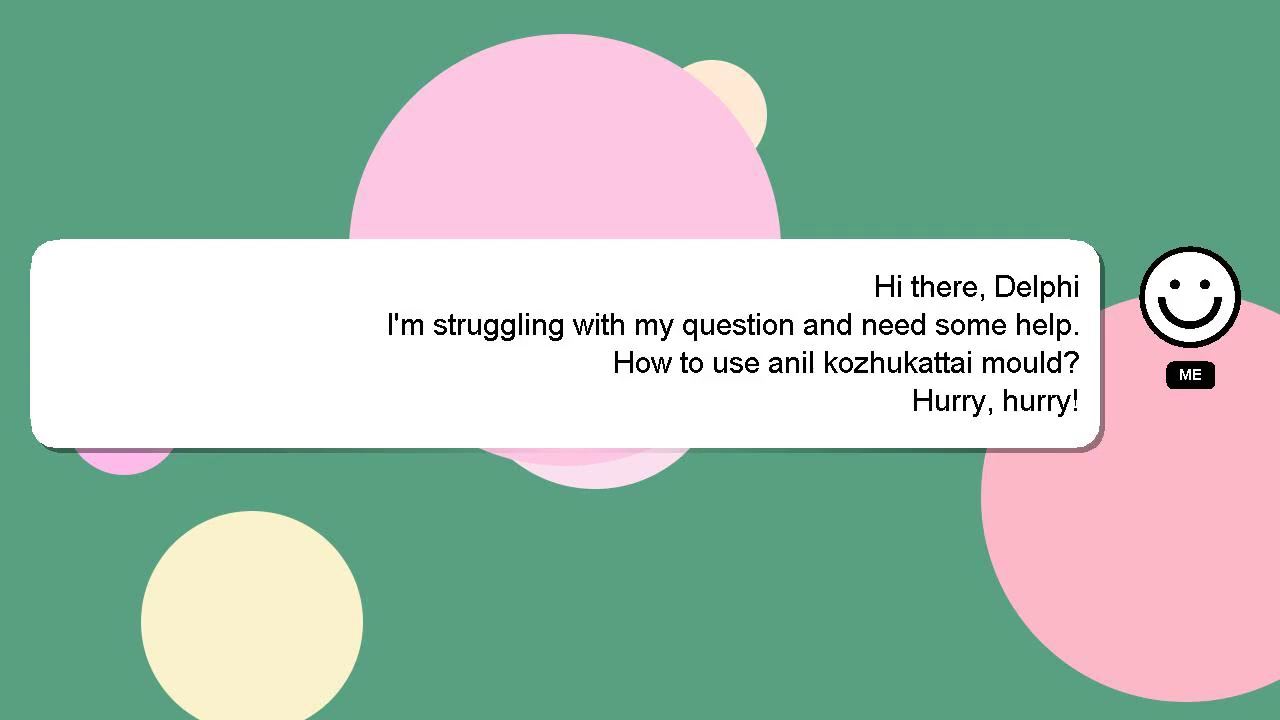 Hi there, Delphi
I'm struggling with my question and need some help.
How to use anil kozhukattai mould?
Hurry, hurry!
ME